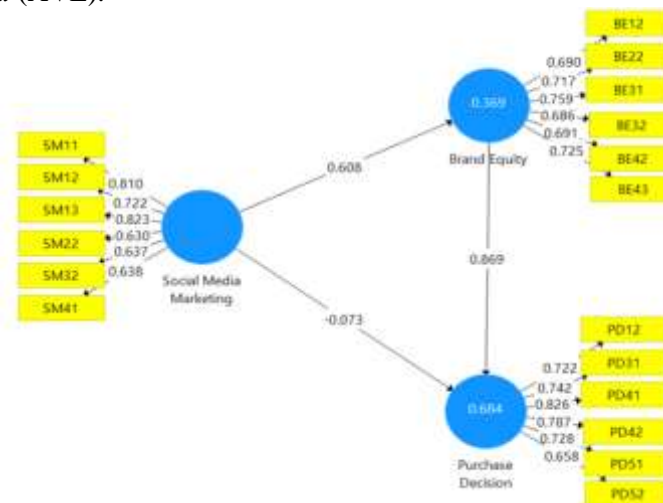 (AVE).
SM11
SM12
SM13
SM22
SM32
SM41
0.810
0.722
0.823
0.630
0.637
0.638
Social Media
Marketing
0.608
-0.073
0.369
Brand Equity
0.690
0.717
0.759
0.686
0.691
0.725
BE12
BE22
BE31
BE32
BE42
BE43
0.869
0.684
Purchase
Decision
0.722
0.742
0.826
0.787
0.728
0.658
PD12
PD31
PD41
PD42
PD51
PD52